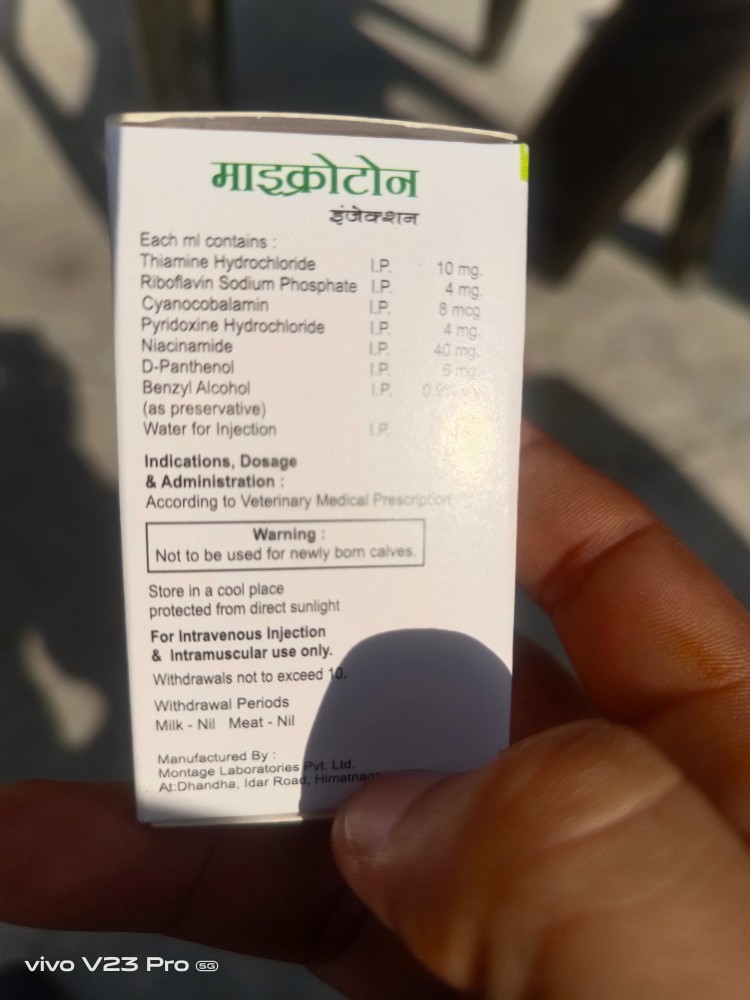 माइक्रोटोन
इंजेक्शन
Each ml contains :
Thiamine Hydrochloride I.P. 10 mg.
Riboflavin Sodium Phosphate I.P. 4 mg.
Cyanocobalamin I.P. 8 mcg
Pyridoxine Hydrochloride I.P. 4 mg.
Niacinamide I.P. 40 mg.
D-Panthenol I.P. 6 mg.
Benzyl Alcohol I.P.
(as preservative)
Water for Injection I.P.
Indications, Dosage
& Administration :
According to Veterinary Medical Prescription
Warning :
Not to be used for newly born calves.
Store in a cool place
protected from direct sunlight
For Intravenous Injection
& Intramuscular use only.
Withdrawals not to exceed 10.
Withdrawal Periods
Milk - Nil Meat - Nil
Manufactured By :
Montage Laboratories Pvt. Ltd.
At:Dhandha, Idar Road,
vivo V23 Pro 5G